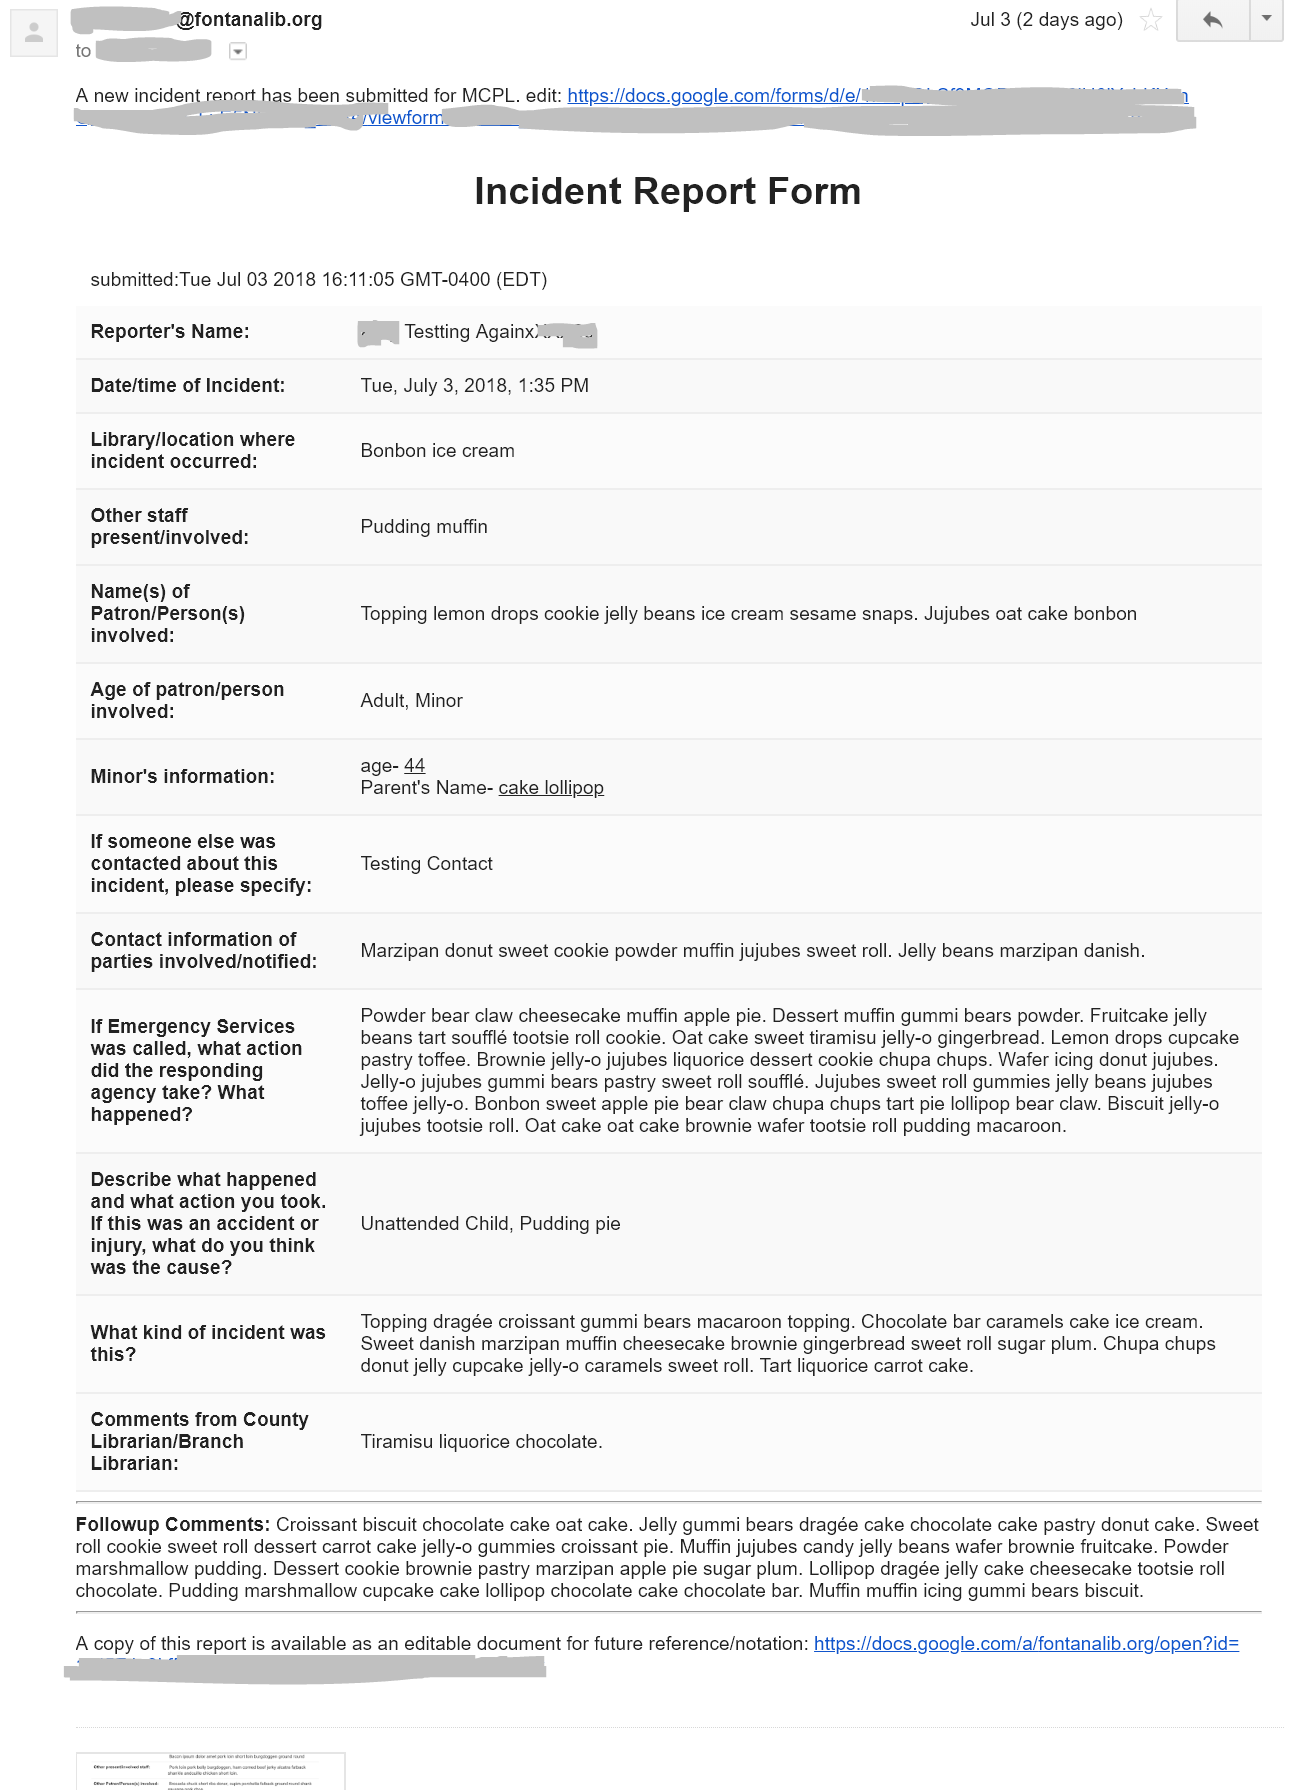 @fontanalib.org
Jul 3 (2 days ago)
to
A new incident report has been submitted for MCPL. edit: https://docs.google.com/forms/d/e/
/viewform
Incident Report Form
submitted:Tue Jul 03 2018 16:11:05 GMT-0400 (EDT)
Reporter's Name:
Testting Againx
Date/time of Incident:
Tue, July 3, 2018, 1:35 PM
Library/location where
incident occurred:
Bonbon ice cream
Other staff
present/involved:
Pudding muffin
Name(s) of
Patron/Person(s)
involved:
Topping lemon drops cookie jelly beans ice cream sesame snaps. Jujubes oat cake bonbon
Age of patron/person
involved:
Adult, Minor
Minor's information:
age- 44
Parent's Name- cake lollipop
If someone else was
contacted about this
incident, please specify:
Testing Contact
Contact information of
parties involved/notified:
Marzipan donut sweet cookie powder muffin jujubes sweet roll. Jelly beans marzipan danish.
If Emergency Services
was called, what action
did the responding
agency take? What
happened?
Powder bear claw cheesecake muffin apple pie. Dessert muffin gummi bears powder. Fruitcake jelly
beans tart soufflé tootsie roll cookie. Oat cake sweet tiramisu jelly-o gingerbread. Lemon drops cupcake
pastry toffee. Brownie jelly-o jujubes liquorice dessert cookie chupa chups. Wafer icing donut jujubes.
Jelly-o jujubes gummi bears pastry sweet roll soufflé. Jujubes sweet roll gummies jelly beans jujubes
toffee jelly-o. Bonbon sweet apple pie bear claw chupa chups tart pie lollipop bear claw. Biscuit jelly-o
jujubes tootsie roll. Oat cake oat cake brownie wafer tootsie roll pudding macaroon.
Describe what happened
and what action you took.
If this was an accident or
injury, what do you think
was the cause?
Unattended Child, Pudding pie
What kind of incident was
this?
Topping dragée croissant gummi bears macaroon topping. Chocolate bar caramels cake ice cream.
Sweet danish marzipan muffin cheesecake brownie gingerbread sweet roll sugar plum. Chupa chups
donut jelly cupcake jelly-o caramels sweet roll. Tart liquorice carrot cake.
Comments from County
Librarian/Branch
Librarian:
Tiramisu liquorice chocolate.
Followup Comments: Croissant biscuit chocolate cake oat cake. Jelly gummi bears dragée cake chocolate cake pastry donut cake. Sweet
roll cookie sweet roll dessert carrot cake jelly-o gummies croissant pie. Muffin jujubes candy jelly beans wafer brownie fruitcake. Powder
marshmallow pudding. Dessert cookie brownie pastry marzipan apple pie sugar plum. Lollipop dragée jelly cake cheesecake tootsie roll
chocolate. Pudding marshmallow cupcake cake lollipop chocolate cake chocolate bar. Muffin muffin icing gummi bears biscuit.
A copy of this report is available as an editable document for future reference/notation: https://docs.google.com/a/fontanalib.org/open?id=